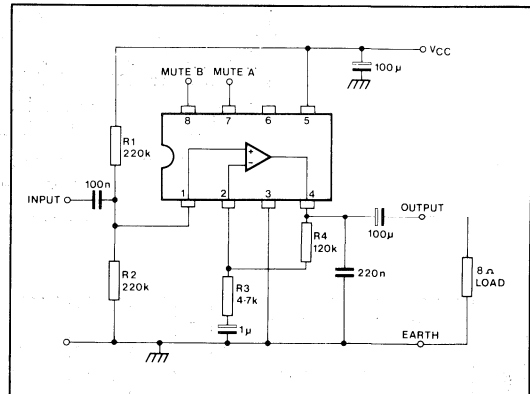 VCC
100µ
MUTE 'B'
MUTE 'A'
8
7
6
5
R1
220k
100n
+
-
INPUT
1
2
3
4
OUTPUT
R4
120k
100µ
R2
220k
R3
4·7k
220n
8Ω
LOAD
1µ
EARTH